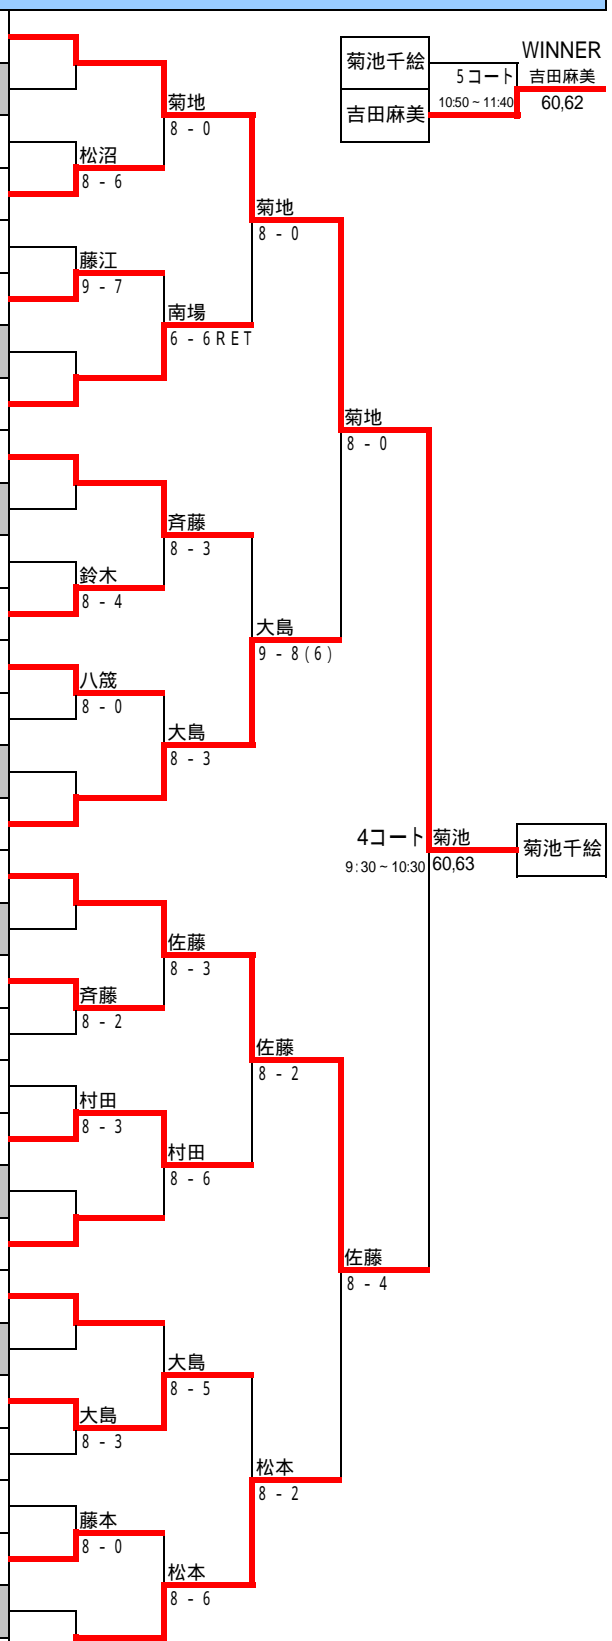 WINNER
菊池千絵
5コート
吉田麻美
10:50~11:40
60,62
吉田麻美
菊地
8-0
松沼
8-6
菊地
8-0
藤江
9-7
南場
6-6RET
菊地
8-0
斉藤
8-3
鈴木
8-4
大島
9-8(6)
八筬
8-0
大島
8-3
4コート
菊池
9:30~10:30
60,63
菊池千絵
佐藤
8-3
斉藤
8-2
佐藤
8-2
村田
8-3
村田
8-6
佐藤
8-4
大島
8-5
大島
8-3
松本
8-2
藤本
8-0
松本
8-6